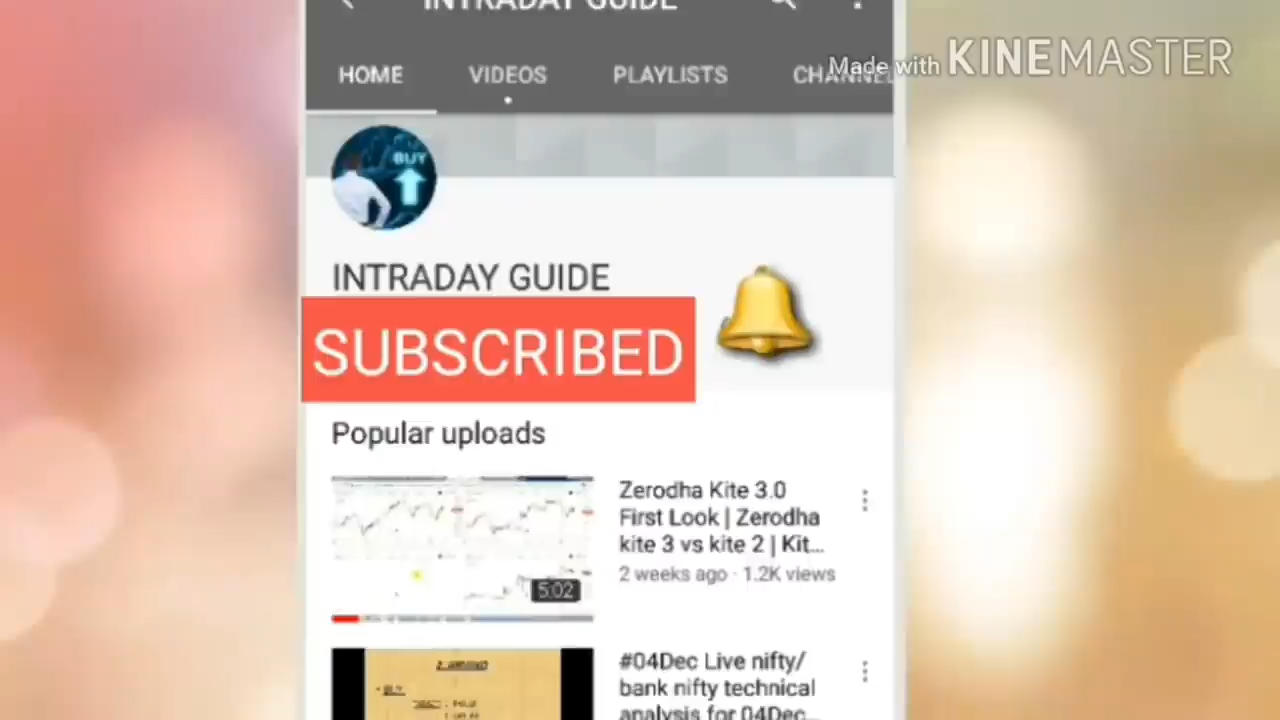 INTRADAY GUIDE
HOME VIDEOS PLAYLISTS CHANNEL
Made with KINEMASTER
BUY
INTRADAY GUIDE
SUBSCRIBED
Popular uploads
Zerodha Kite 3.0
First Look | Zerodha
kite 3 vs kite 2 | Kit...
2 weeks ago · 1.2K views
5:02
#04Dec Live nifty/
bank nifty technical
analysis for 04Dec...
BUY